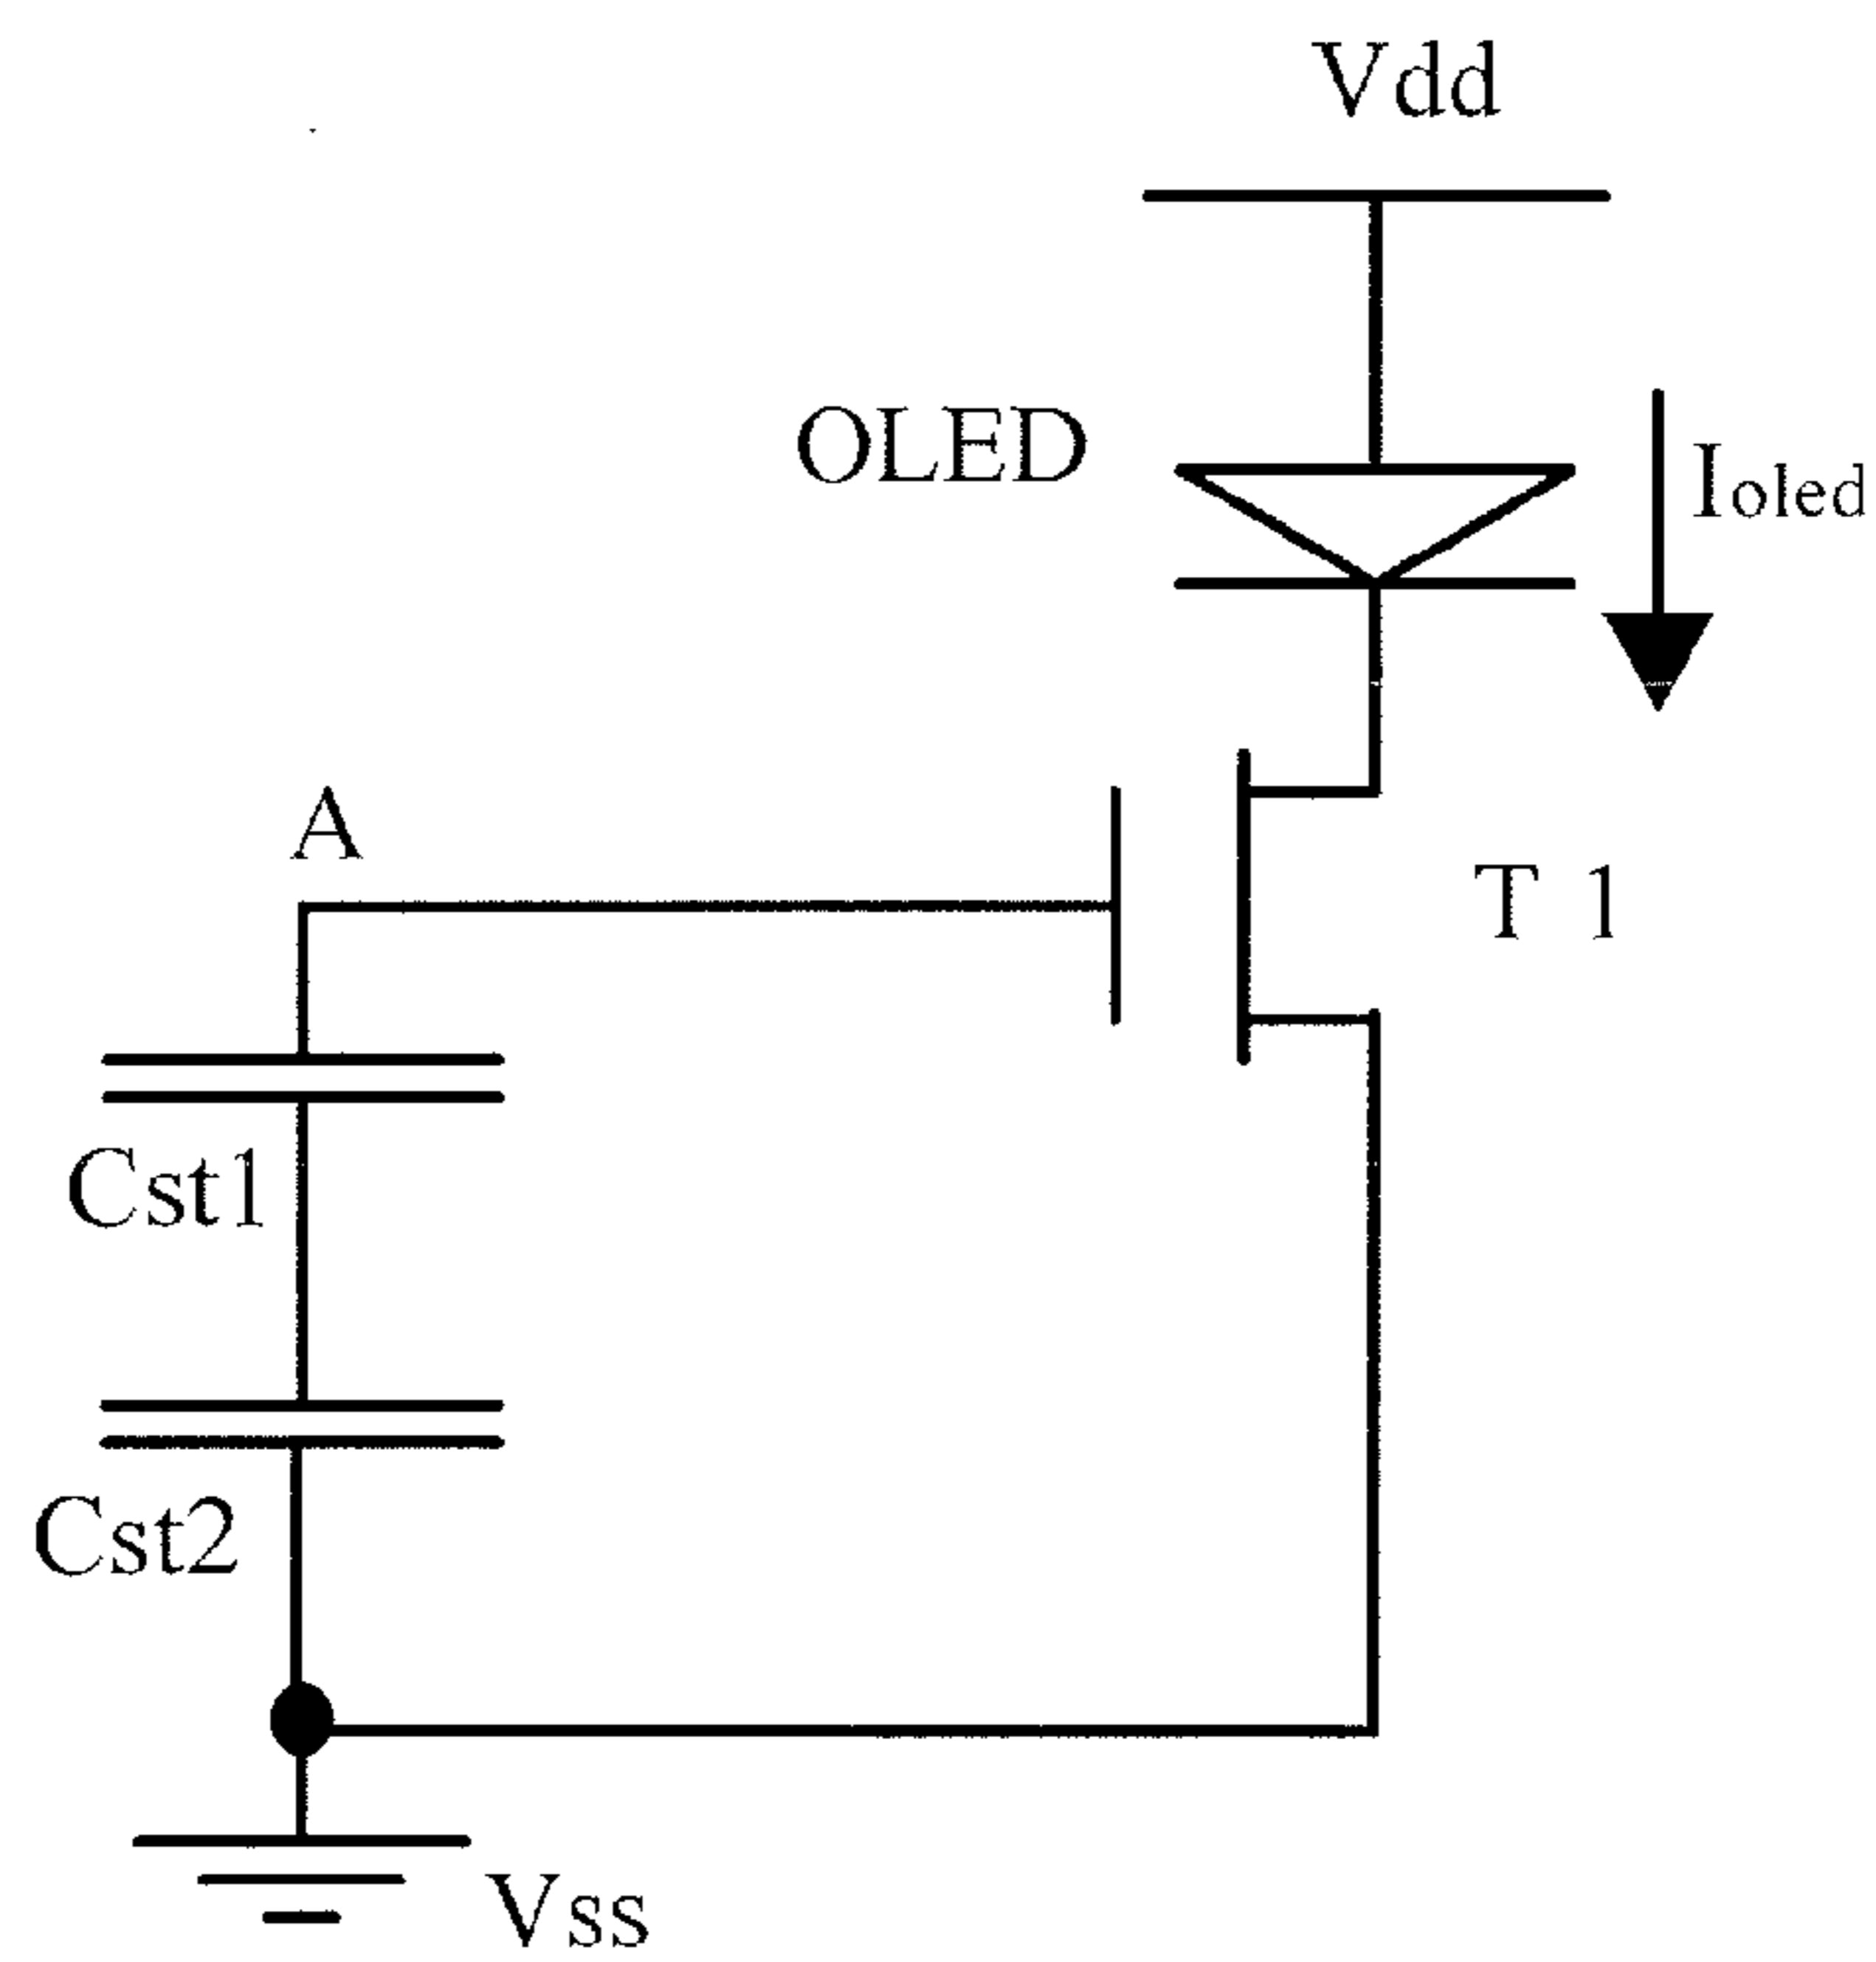 Vdd
OLED
Ioled
A
T 1
Cst1
Cst2
Vss